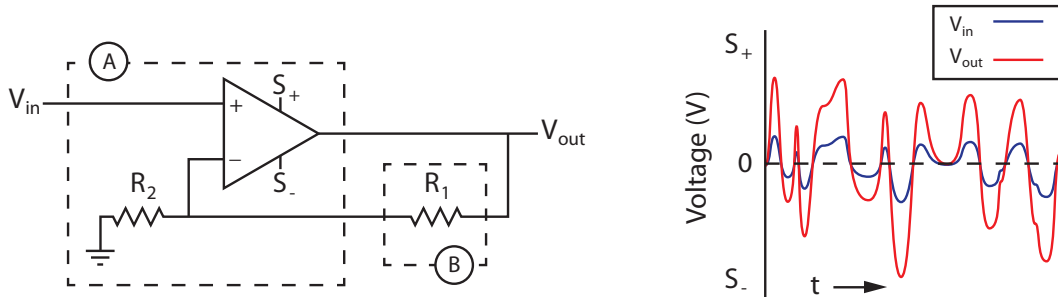 A
V_in
+
S_+
−
S_-
V_out
R_2
R_1
B
V_in
V_out
S_+
Voltage (V)
0
S_-
t